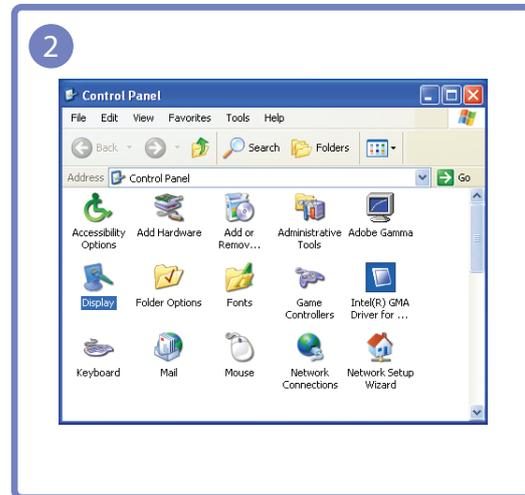 2
Control Panel
File Edit View Favorites Tools Help
Back Search Folders
Address Control Panel Go
Accessibility Options
Add Hardware
Add or Remov...
Administrative Tools
Adobe Gamma
Display
Folder Options
Fonts
Game Controllers
Intel(R) GMA Driver for ...
Keyboard
Mail
Mouse
Network Connections
Network Setup Wizard